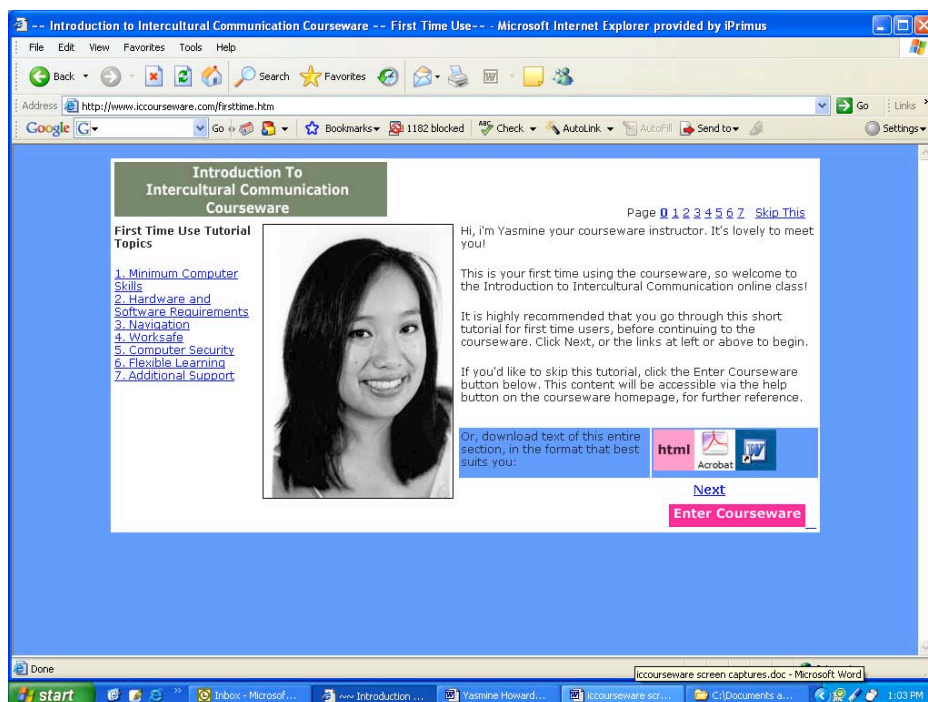 -- Introduction to Intercultural Communication Courseware -- First Time Use-- - Microsoft Internet Explorer provided by iPrimus
File Edit View Favorites Tools Help
Back Search Favorites
Address http://www.iccourseware.com/firsttime.htm Go Links
Google G Go Bookmarks 1182 blocked ABC Check AutoLink AutoFill Send to Settings
Introduction To
Intercultural Communication
Courseware
Page 0 1 2 3 4 5 6 7 Skip This
First Time Use Tutorial
Topics
1. Minimum Computer
Skills
2. Hardware and
Software Requirements
3. Navigation
4. Worksafe
5. Computer Security
6. Flexible Learning
7. Additional Support
Hi, i'm Yasmine your courseware instructor. It's lovely to meet
you!
This is your first time using the courseware, so welcome to
the Introduction to Intercultural Communication online class!
It is highly recommended that you go through this short
tutorial for first time users, before continuing to the
courseware. Click Next, or the links at left or above to begin.
If you'd like to skip this tutorial, click the Enter Courseware
button below. This content will be accessible via the help
button on the courseware homepage, for further reference.
Or, download text of this entire
section, in the format that best
suits you:
html Acrobat W
Next
Enter Courseware
Done
iccourseware screen captures.doc - Microsoft Word
start Inbox - Microsof... ~~ Introduction ... Yasmine Howard... iccourseware scr... C:\Documents a... 1:03 PM